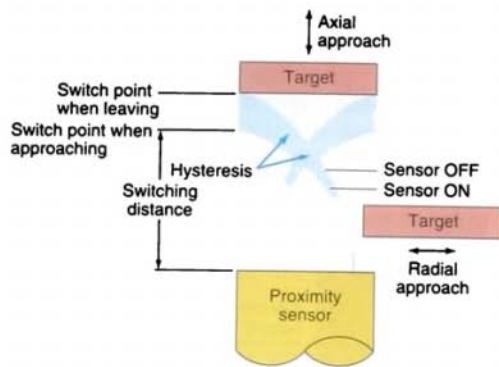 Axial
approach
Target
Switch point
when leaving
Switch point when
approaching
Hysteresis
Sensor OFF
Sensor ON
Switching
distance
Target
Radial
approach
Proximity
sensor